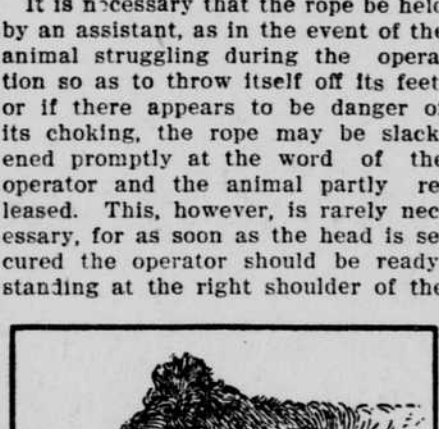 It is necessary that the rope be held
by an assistant, as in the event of the
animal struggling during the opera
tion so as to throw itself off its feet
or if there appears to be danger of
its choking, the rope may be slack
ened promptly at the word of the
operator and the animal partly re
leased. This, however, is rarely nec
essary, for as soon as the head is se
cured the operator should be ready
standing at the right shoulder of the